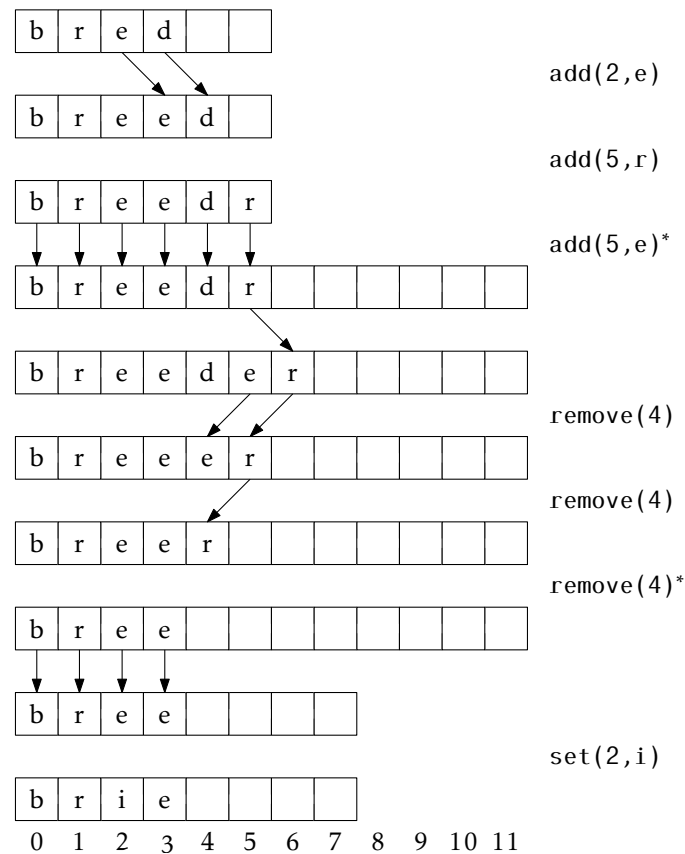 b r e d
add(2,e)
b r e e d
add(5,r)
b r e e d r
add(5,e)*
b r e e d r
b r e e d e r
remove(4)
b r e e e r
remove(4)
b r e e r
remove(4)*
b r e e
b r e e
set(2,i)
b r i e
0 1 2 3 4 5 6 7 8 9 10 11